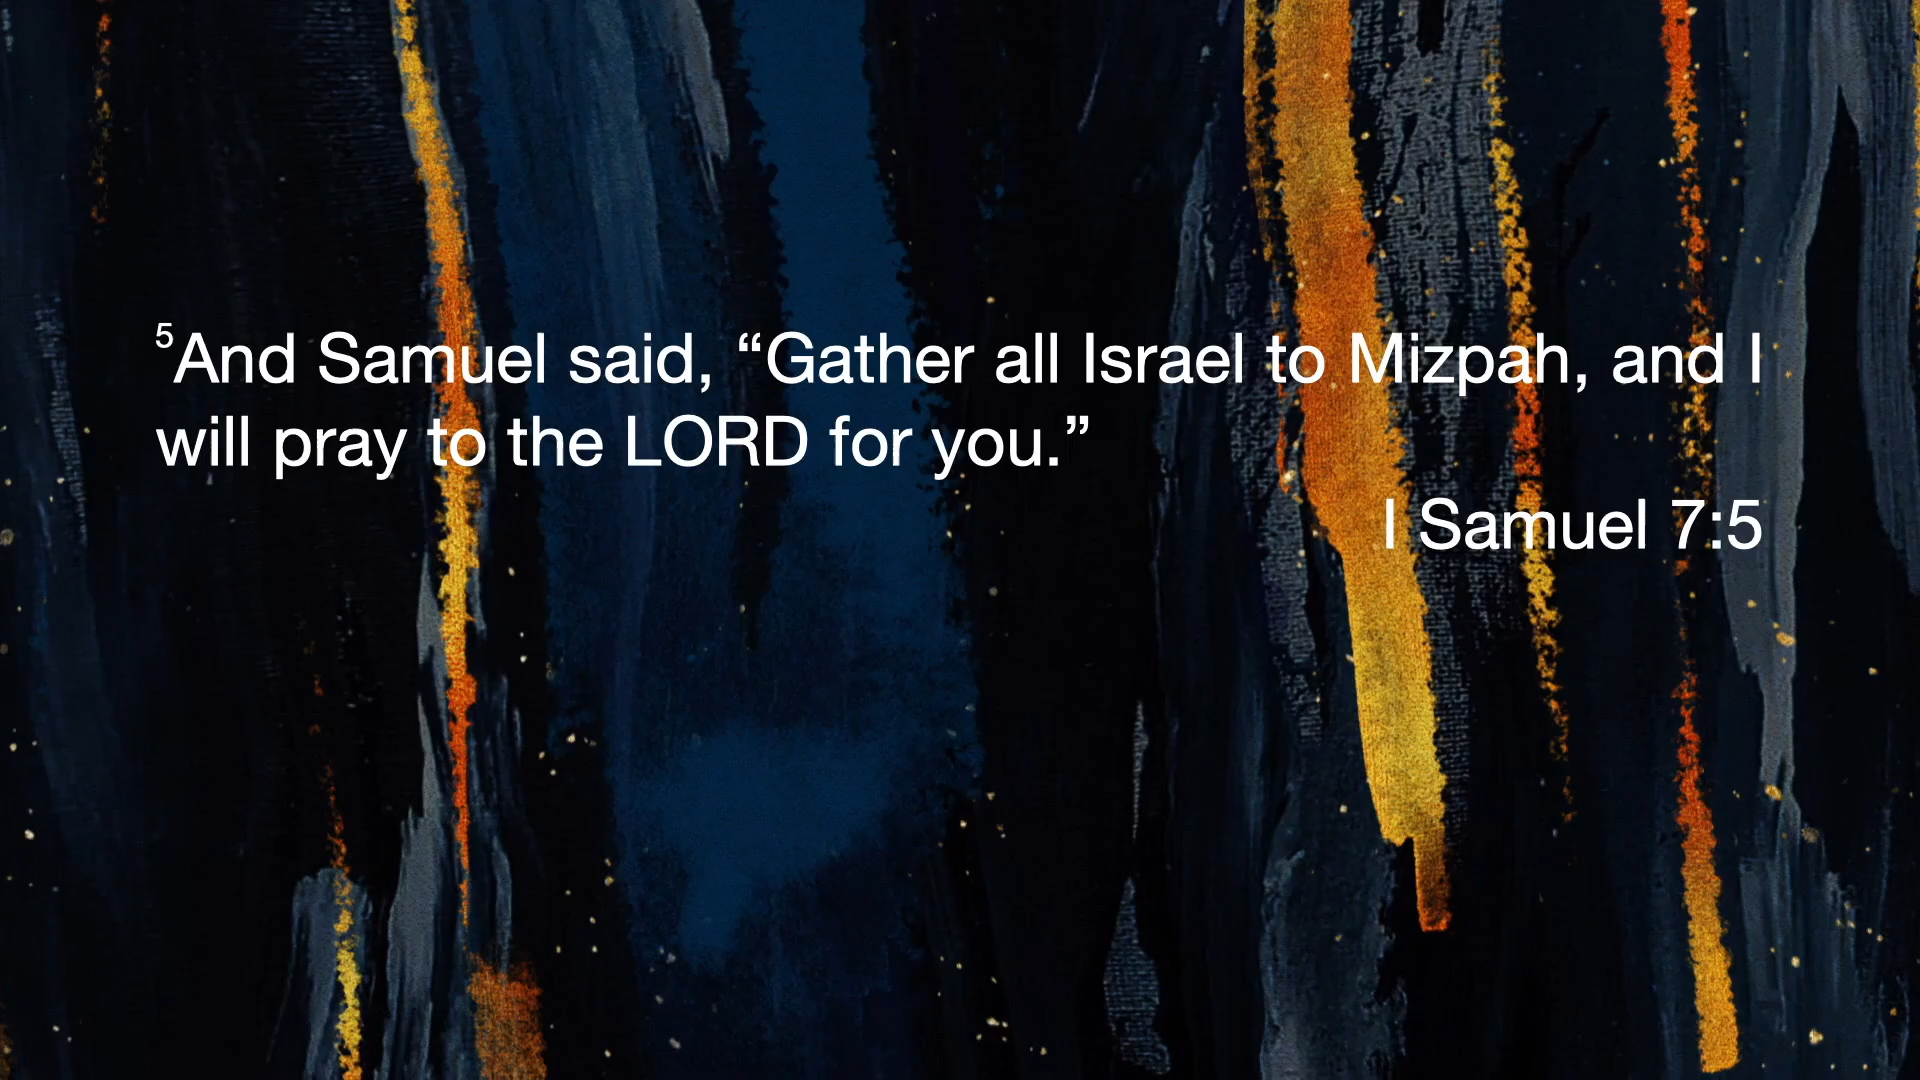 5And Samuel said, “Gather all Israel to Mizpah, and I
will pray to the LORD for you.”
I Samuel 7:5